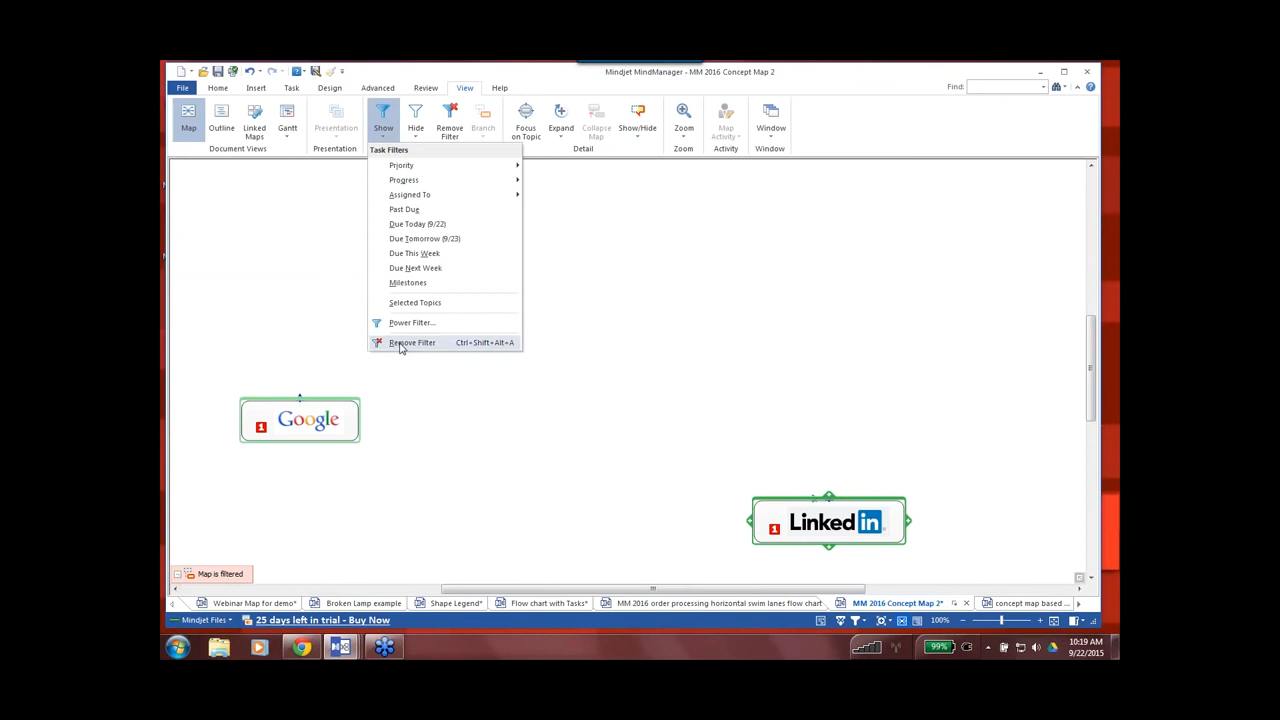 Mindjet MindManager - MM 2016 Concept Map 2
File Home Insert Task Design Advanced Review View Help Find:
Map Outline Linked Maps Gantt Presentation Show Hide Remove Filter Branch Focus on Topic Expand Collapse Map Show/Hide Zoom Map Activity Window
Document Views Presentation Detail Zoom Activity Window
Task Filters
Priority
Progress
Assigned To
Past Due
Due Today (9/22)
Due Tomorrow (9/23)
Due This Week
Due Next Week
Milestones
Selected Topics
Power Filter...
Remove Filter Ctrl+Shift+Alt+A
1 Google
1 Linked in
Map is filtered
Webinar Map for demo* Broken Lamp example Shape Legend* Flow chart with Tasks* MM 2016 order processing horizontal swim lanes flow chart MM 2016 Concept Map 2* concept map based ...
Mindjet Files 25 days left in trial - Buy Now 100%
99% 10:19 AM
9/22/2015